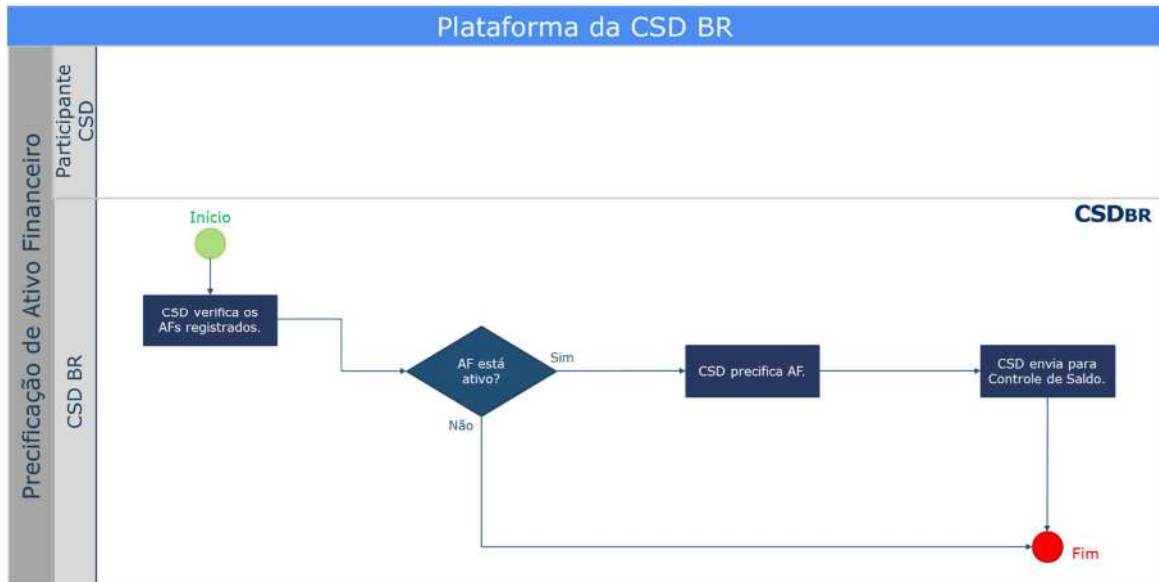 Plataforma da CSD BR
Precificação de Ativo Financeiro
Participante
CSD
CSD BR
CSDBR
Início
CSD verifica os
AFs registrados.
AF está
ativo?
Sim
Não
CSD precifica AF.
CSD envia para
Controle de Saldo.
Fim